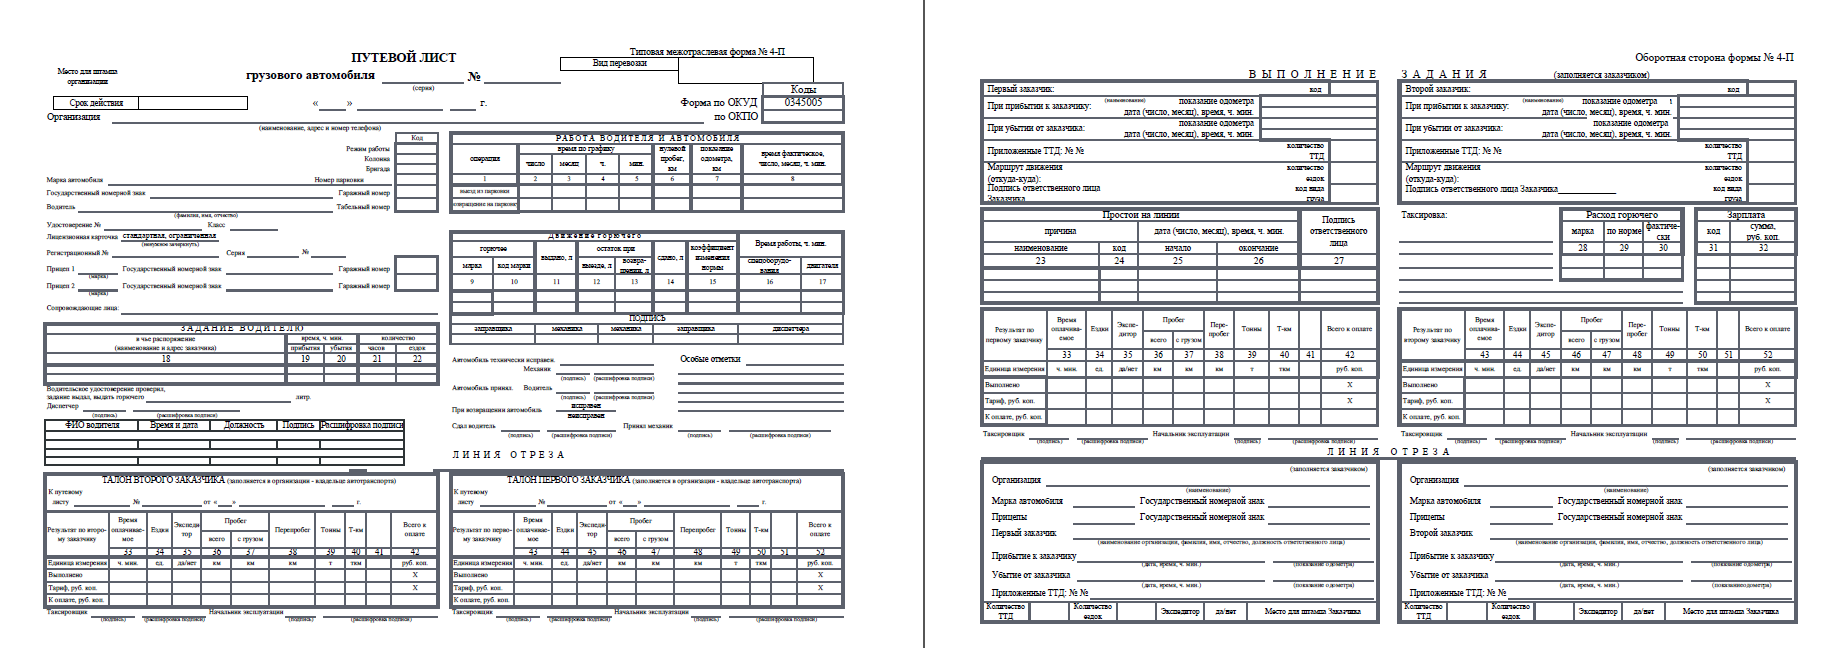 Типовая межотраслевая форма № 4-П
ПУТЕВОЙ ЛИСТ
Вид перевозки
Место для штампа
организации
грузового автомобиля № 
(серия)
Коды
Срок действия
« » г.
Форма по ОКУД 0345005
Организация по ОКПО
(наименование, адрес и номер телефона)
Код
Режим работы
Колонна
Бригада
Марка автомобиля Номер парковки
Государственный номерной знак Гаражный номер
Водитель Табельный номер
(фамилия, имя, отчество)
Удостоверение № Класс
Лицензионная карточка стандартная, ограниченная
(ненужное зачеркнуть)
Регистрационный № Серия №
Прицеп 1 Государственный номерной знак Гаражный номер
(марка)
Прицеп 2 Государственный номерной знак Гаражный номер
(марка)
Сопровождающие лица:
РАБОТА ВОДИТЕЛЯ И АВТОМОБИЛЯ
операция время по графику нулевой пробег, км показание одометра, км время фактическое, число, месяц, ч. мин.
число месяц ч. мин.
1 2 3 4 5 6 7 8
выезд из парковки
возвращение на парковку
Движение горючего
горючее выдано, л остаток при сдано, л коэффициент изменения нормы Время работы, ч. мин.
марка код марки выезде, л возвращении, л спецоборудования двигателя
9 10 11 12 13 14 15 16 17
ПОДПИСЬ
заправщика механика механика заправщика диспетчера
ЗАДАНИЕ ВОДИТЕЛЮ
в чье распоряжение
(наименование и адрес заказчика)
время, ч. мин. количество
прибытия убытия часов ездок
18 19 20 21 22
Водительское удостоверение проверил,
задание выдал, выдать горючего литр.
Диспетчер
(подпись) (расшифровка подписи)
ФИО водителя Время и дата Должность Подпись Расшифровка подписи
Автомобиль технически исправен.
Механик
(подпись) (расшифровка подписи)
Автомобиль принял. Водитель
(подпись) (расшифровка подписи)
При возвращении автомобиль исправен
неисправен
Сдал водитель Принял механик
(подпись) (расшифровка подписи) (подпись) (расшифровка подписи)
Особые отметки
ЛИНИЯ ОТРЕЗА
ТАЛОН ВТОРОГО ЗАКАЗЧИКА (заполняется в организации - владельце автотранспорта)
К путевому
листу № от « » г.
Результат по второму заказчику Время оплачиваемое Ездки Экспедитор Пробег Перепробег Тонны Т-км Всего к оплате
всего с грузом
33 34 35 36 37 38 39 40 41 42
Единица измерения ч. мин. ед. да/нет км км км т ткм руб. коп.
Выполнено X
Тариф, руб. коп. X
К оплате, руб. коп.
Таксировщик Начальник эксплуатации
(подпись) (расшифровка подписи) (подпись) (расшифровка подписи)
ТАЛОН ПЕРВОГО ЗАКАЗЧИКА (заполняется в организации - владельце автотранспорта)
К путевому
листу № от « » г.
Результат по первому заказчику Время оплачиваемое Ездки Экспедитор Пробег Перепробег Тонны Т-км Всего к оплате
всего с грузом
43 44 45 46 47 48 49 50 51 52
Единица измерения ч. мин. ед. да/нет км км км т ткм руб. коп.
Выполнено X
Тариф, руб. коп. X
К оплате, руб. коп.
Таксировщик Начальник эксплуатации
(подпись) (расшифровка подписи) (подпись) (расшифровка подписи)
Оборотная сторона формы № 4-П
ВЫПОЛНЕНИЕ ЗАДАНИЯ (заполняется заказчиком)
Первый заказчик: код
(наименование)
При прибытии к заказчику: показание одометра
дата (число, месяц), время, ч. мин.
При убытии от заказчика: показание одометра
дата (число, месяц), время, ч. мин.
Приложенные ТТД: № № количество
ТТД
Маршрут движения количество
(откуда-куда): ездок
Подпись ответственного лица код вида
Заказчика груза
Второй заказчик: код
(наименование)
При прибытии к заказчику: показание одометра
дата (число, месяц), время, ч. мин.
При убытии от заказчика: показание одометра
дата (число, месяц), время, ч. мин.
Приложенные ТТД: № № количество
ТТД
Маршрут движения количество
(откуда-куда): ездок
Подпись ответственного лица Заказчика код вида
груза
Простои на линии Подпись ответственного лица
причина дата (число, месяц), время, ч. мин.
наименование код начало окончание
23 24 25 26 27
Таксировка:
Расход горючего
марка по норме фактически
28 29 30
Зарплата
код сумма, руб. коп.
31 32
Результат по первому заказчику Время оплачиваемое Ездки Экспедитор Пробег Перепробег Тонны Т-км Всего к оплате
всего с грузом
33 34 35 36 37 38 39 40 41 42
Единица измерения ч. мин. ед. да/нет км км км т ткм руб. коп.
Выполнено X
Тариф, руб. коп. X
К оплате, руб. коп.
Таксировщик Начальник эксплуатации
(подпись) (расшифровка подписи) (подпись) (расшифровка подписи)
Результат по второму заказчику Время оплачиваемое Ездки Экспедитор Пробег Перепробег Тонны Т-км Всего к оплате
всего с грузом
43 44 45 46 47 48 49 50 51 52
Единица измерения ч. мин. ед. да/нет км км км т ткм руб. коп.
Выполнено X
Тариф, руб. коп. X
К оплате, руб. коп.
Таксировщик Начальник эксплуатации
(подпись) (расшифровка подписи) (подпись) (расшифровка подписи)
ЛИНИЯ ОТРЕЗА
(заполняется заказчиком)
Организация
(наименование)
Марка автомобиля Государственный номерной знак
Прицепы Государственный номерной знак
Первый заказчик
(наименование организации, фамилия, имя, отчество, должность ответственного лица)
Прибытие к заказчику
(дата, время, ч. мин.) (показание одометра)
Убытие от заказчика
(дата, время, ч. мин.) (показание одометра)
Приложенные ТТД: № №
Количество ТТД Количество ездок Экспедитор да/нет Место для штампа Заказчика
(заполняется заказчиком)
Организация
(наименование)
Марка автомобиля Государственный номерной знак
Прицепы Государственный номерной знак
Второй заказчик
(наименование организации, фамилия, имя, отчество, должность ответственного лица)
Прибытие к заказчику
(дата, время, ч. мин.) (показание одометра)
Убытие от заказчика
(дата, время, ч. мин.) (показаниеодометра)
Приложенные ТТД: № №
Количество ТТД Количество ездок Экспедитор да/нет Место для штампа Заказчика